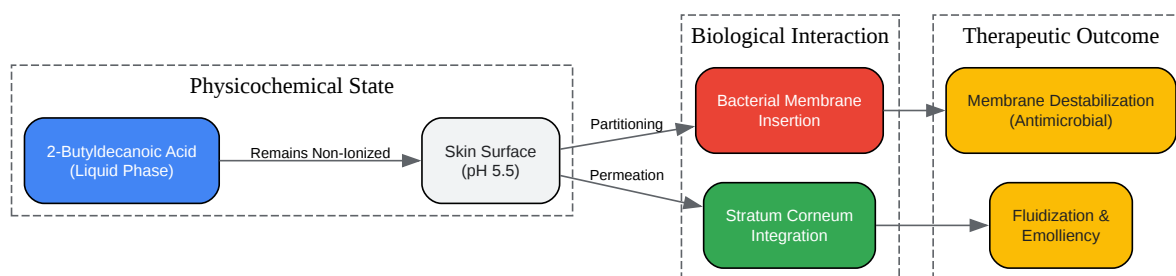 Physicochemical State
2-Butyldecanoic Acid
(Liquid Phase)
Remains Non-Ionized
Skin Surface
(pH 5.5)
Partitioning
Permeation
Biological Interaction
Bacterial Membrane
Insertion
Stratum Corneum
Integration
Therapeutic Outcome
Membrane Destabilization
(Antimicrobial)
Fluidization &
Emolliency